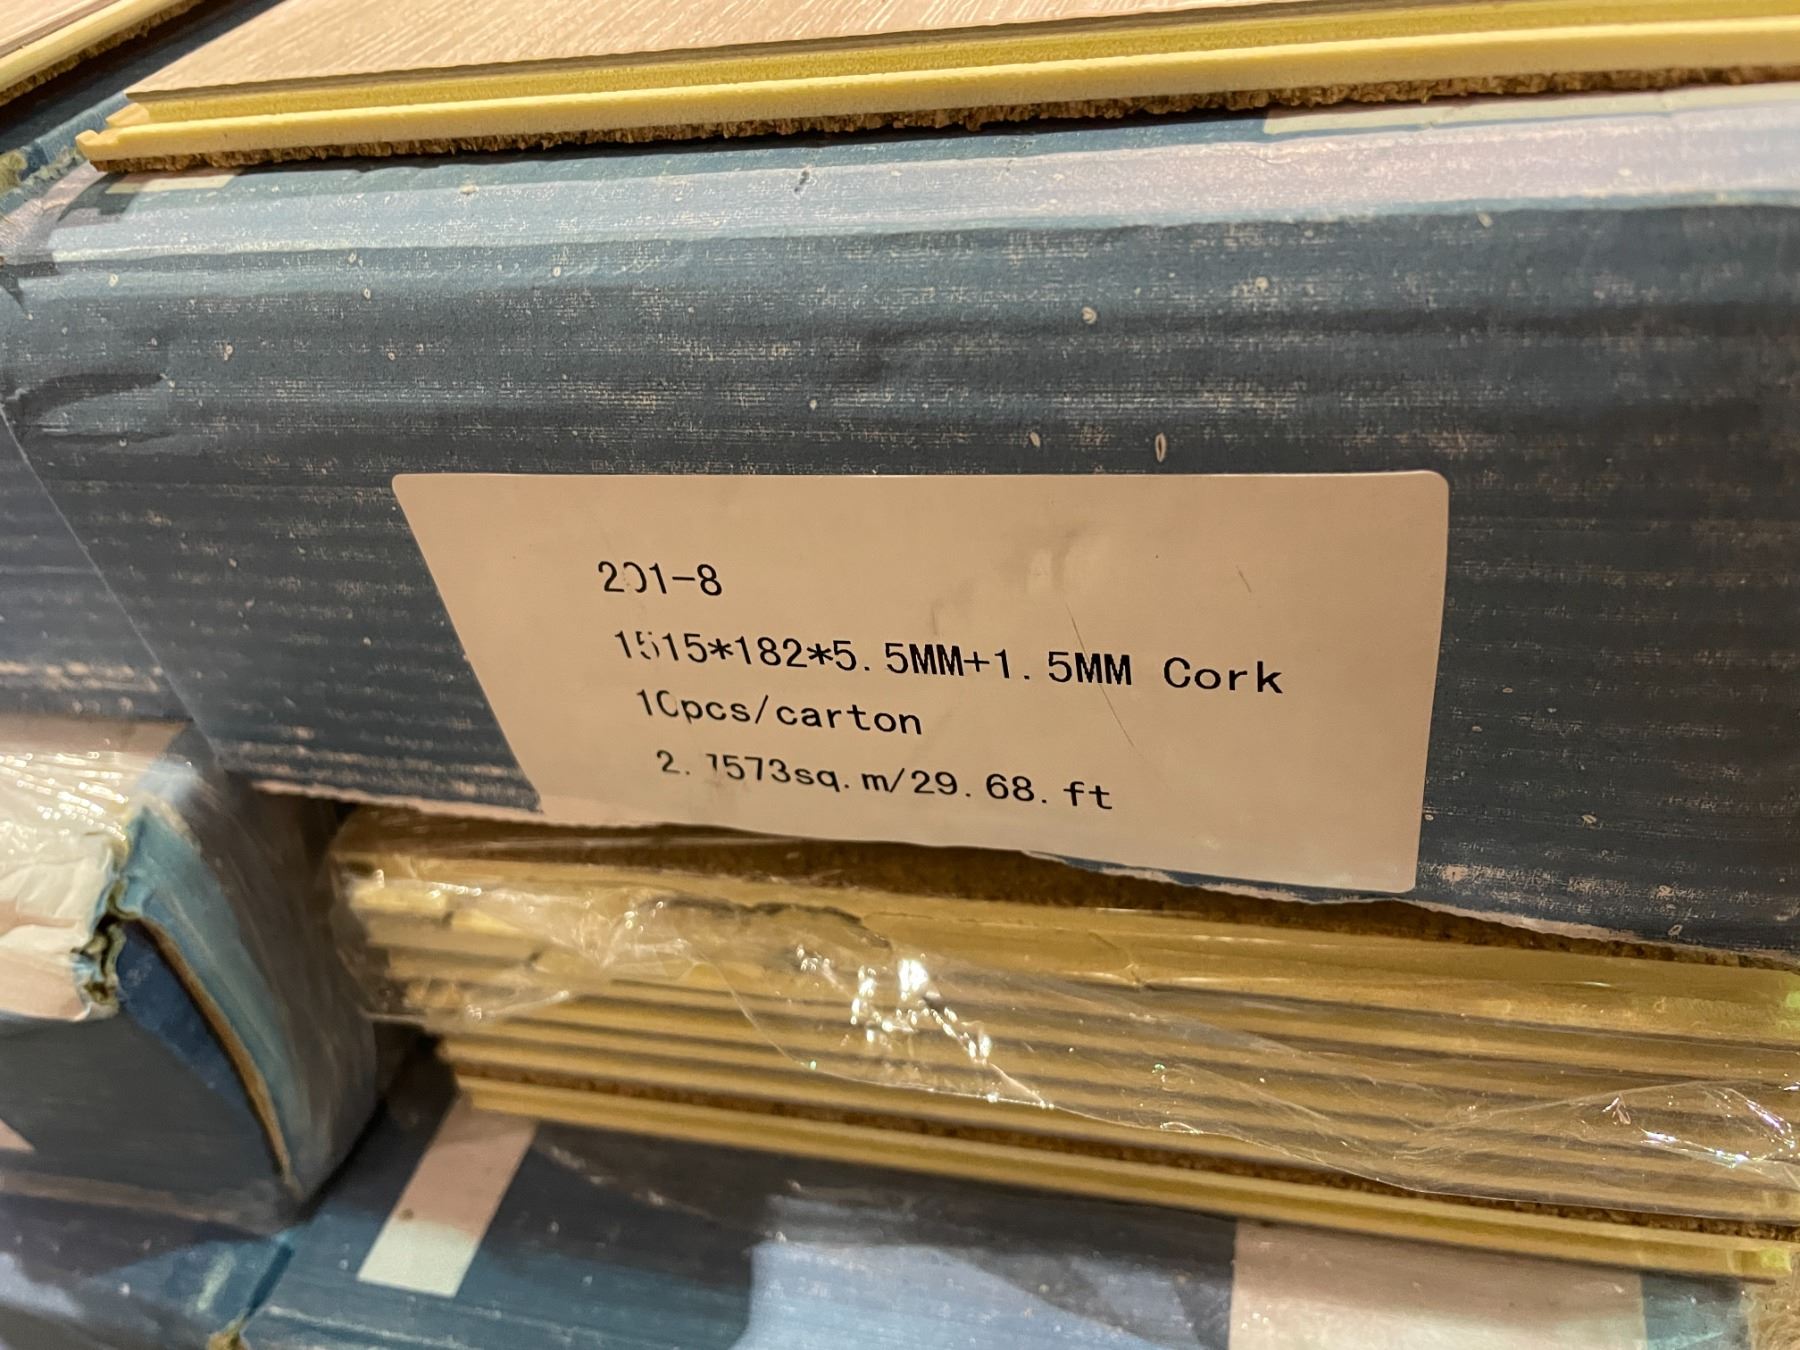 201-8
1515*182*5.5MM+1.5MM Cork
10pcs/carton
2.7573sq.m/29.68.ft